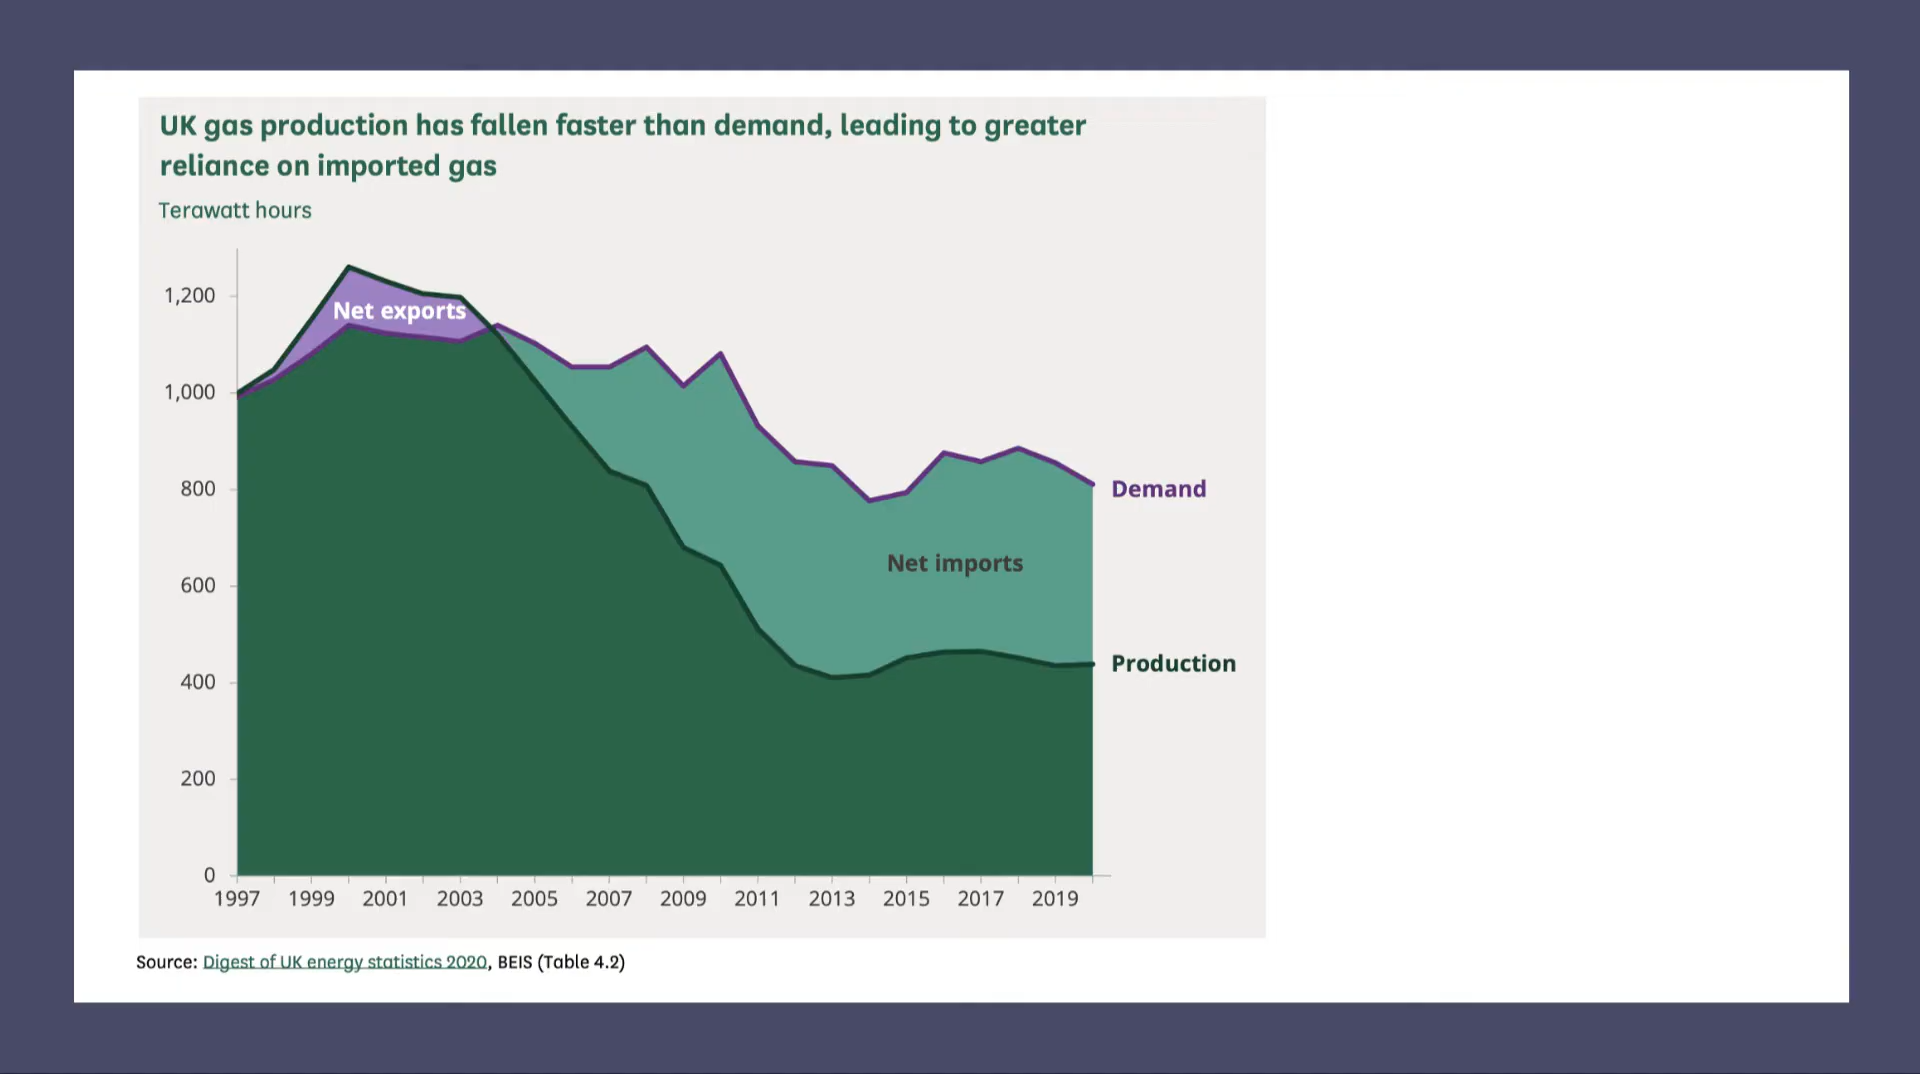 UK gas production has fallen faster than demand, leading to greater
reliance on imported gas
Terawatt hours
1,200
1,000
800
600
400
200
0
Net exports
Demand
Net imports
Production
1997 1999 2001 2003 2005 2007 2009 2011 2013 2015 2017 2019
Source: Digest of UK energy statistics 2020, BEIS (Table 4.2)